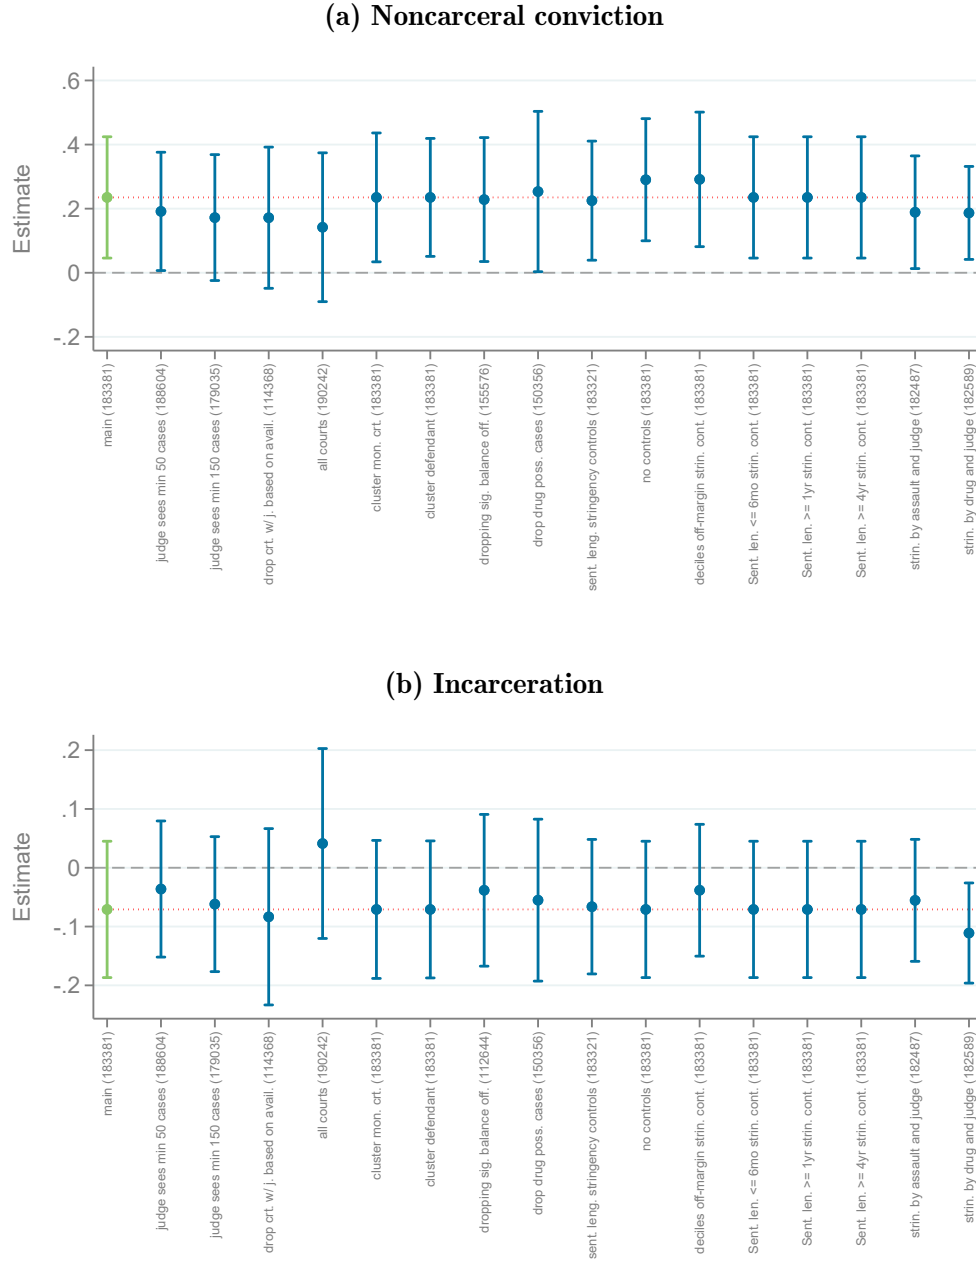 (a) Noncarceral conviction
.6
.4
.2
0
-.2
Estimate
main (183381)
judge sees min 50 cases (188604)
judge sees min 150 cases (179035)
drop crt. w/ j. based on avail. (114368)
all courts (190242)
cluster mon. crt. (183381)
cluster defendant (183381)
dropping sig. balance off. (155576)
drop drug poss. cases (150356)
sent. leng. stringency controls (183321)
no controls (183381)
deciles off-margin strin. cont. (183381)
Sent. len. <= 6mo strin. cont. (183381)
Sent. len. >= 1yr strin. cont. (183381)
Sent. len. >= 4yr strin. cont. (183381)
strin. by assault and judge (182487)
strin. by drug and judge (182589)
(b) Incarceration
.2
.1
0
-.1
-.2
Estimate
main (183381)
judge sees min 50 cases (188604)
judge sees min 150 cases (179035)
drop crt. w/ j. based on avail. (114368)
all courts (190242)
cluster mon. crt. (183381)
cluster defendant (183381)
dropping sig. balance off. (112644)
drop drug poss. cases (150356)
sent. leng. stringency controls (183321)
no controls (183381)
deciles off-margin strin. cont. (183381)
Sent. len. <= 6mo strin. cont. (183381)
Sent. len. >= 1yr strin. cont. (183381)
Sent. len. >= 4yr strin. cont. (183381)
strin. by assault and judge (182487)
strin. by drug and judge (182589)